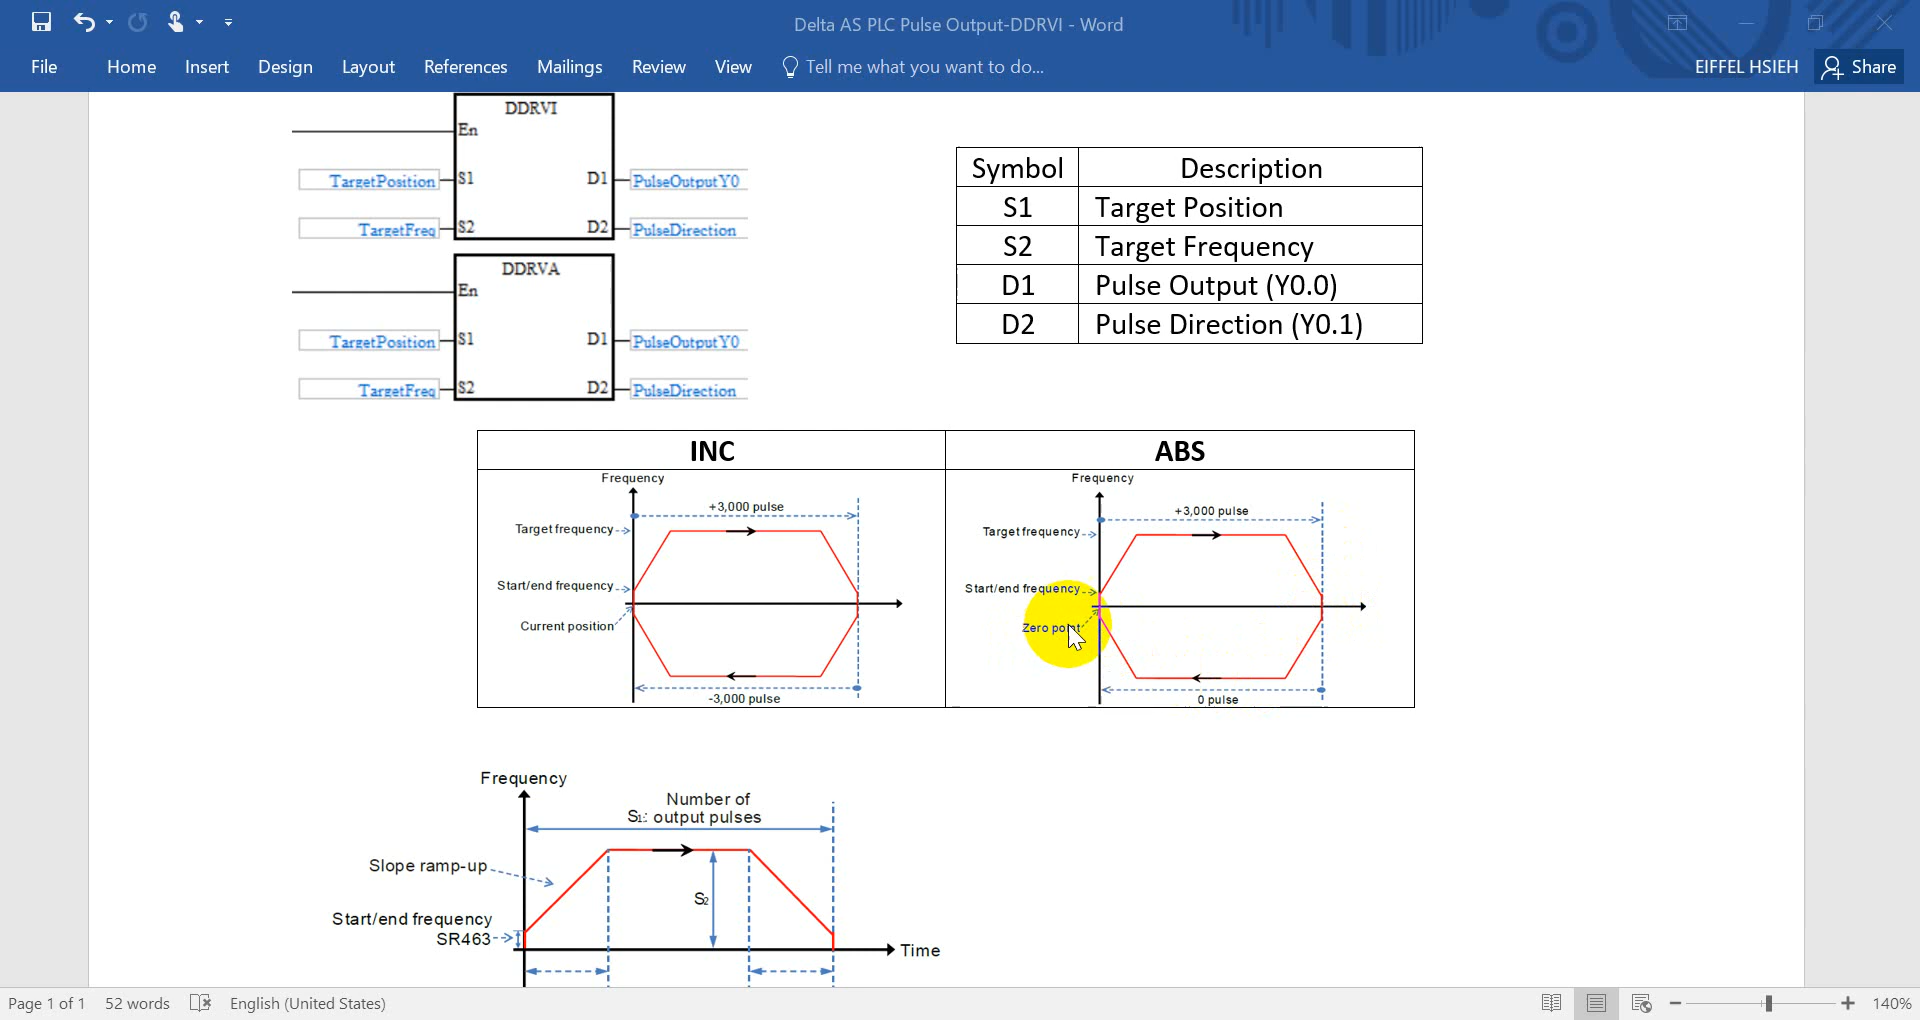 Delta AS PLC Pulse Output-DDRVI - Word
File Home Insert Design Layout References Mailings Review View Tell me what you want to do... EIFFEL HSIEH Share
DDRVI
En
TargetPosition S1 D1 PulseOutputY0
TargetFreq S2 D2 PulseDirection
DDRVA
En
TargetPosition S1 D1 PulseOutputY0
TargetFreq S2 D2 PulseDirection
Symbol Description
S1 Target Position
S2 Target Frequency
D1 Pulse Output (Y0.0)
D2 Pulse Direction (Y0.1)
INC ABS
Frequency
+3,000 pulse
Target frequency
Start/end frequency
Current position
-3,000 pulse
Frequency
+3,000 pulse
Target frequency
Start/end frequency
Zero point
0 pulse
Frequency
Number of
S1: output pulses
Slope ramp-up
S2
Start/end frequency
SR463
Time
Page 1 of 1 52 words English (United States) 140%